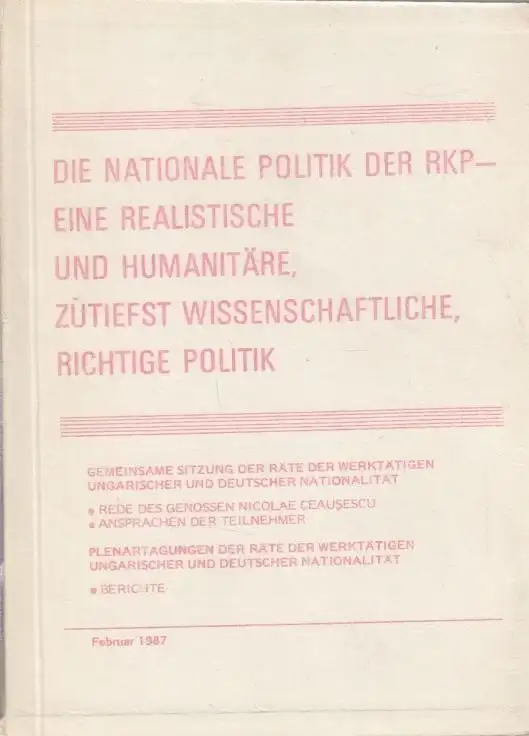 DIE NATIONALE POLITIK DER RKP—
EINE REALISTISCHE
UND HUMANITÄRE,
ZÜTIEFST WISSENSCHAFTLICHE,
RICHTIGE POLITIK
GEMEINSAME SITZUNG DER RÄTE DER WERKTÄTIGEN
UNGARISCHER UND DEUTSCHER NATIONALITÄT
• REDE DES GENOSSEN NICOLAE CEAUŞESCU
• ANSPRACHEN DER TEILNEHMER
PLENARTAGUNGEN DER RÄTE DER WERKTÄTIGEN
UNGARISCHER UND DEUTSCHER NATIONALITÄT
• BERICHTE
Februar 1987